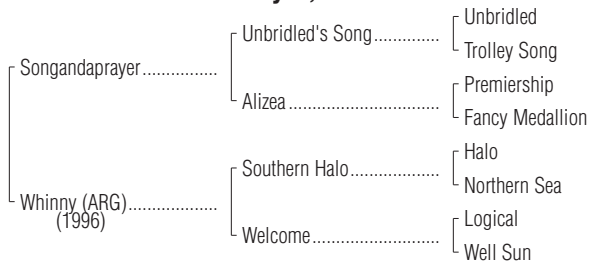 Unbridled
Unbridled's Song...............
Trolley Song
Songandaprayer.................
Premiership
Alizea..................................
Fancy Medallion
Halo
Southern Halo....................
Northern Sea
Whinny (ARG)....................
(1996)
Logical
Welcome.............................
Well Sun